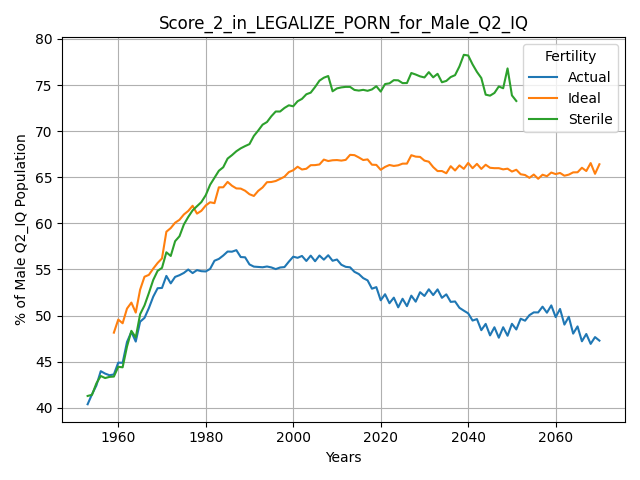 Score_2_in_LEGALIZE_PORN_for_Male_Q2_IQ
% of Male Q2_IQ Population
80
75
70
65
60
55
50
45
40
Fertility
Actual
Ideal
Sterile
1960
1980
2000
2020
2040
2060
Years